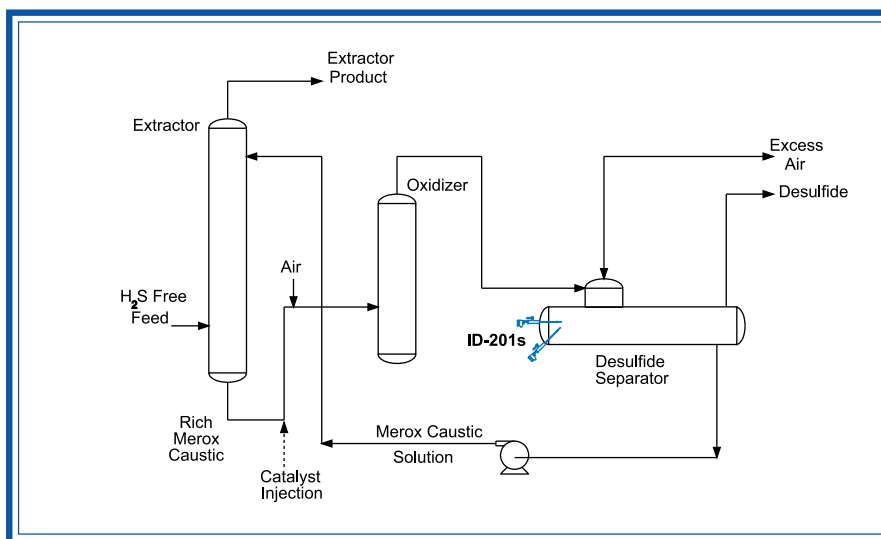 Extractor
Product
Extractor
Excess
Air
Oxidizer
Desulfide
Air
H2S Free
Feed
ID-201s
Desulfide
Separator
Rich
Merox
Caustic
Merox Caustic
Solution
Catalyst
Injection